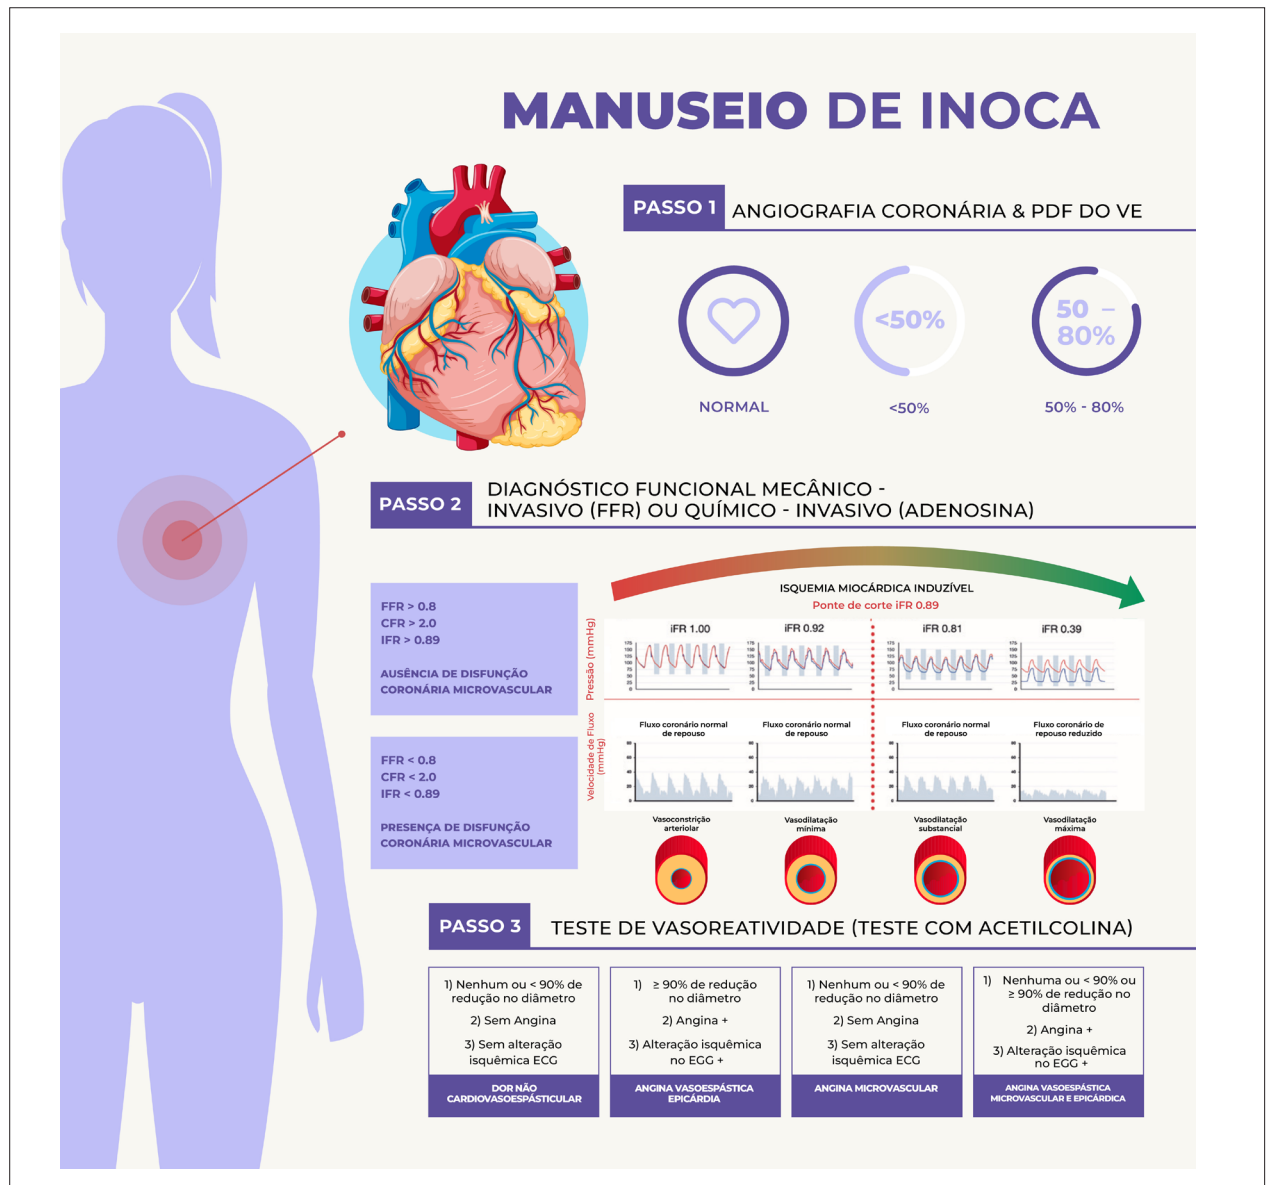 MANUSEIO DE INOCA
PASSO 1
ANGIOGRAFIA CORONÁRIA & PDF DO VE
<50%
50 –
80%
NORMAL
<50%
50% - 80%
PASSO 2
DIAGNÓSTICO FUNCIONAL MECÂNICO -
INVASIVO (FFR) OU QUÍMICO - INVASIVO (ADENOSINA)
FFR > 0.8
CFR > 2.0
IFR > 0.89
AUSÊNCIA DE DISFUNÇÃO
CORONÁRIA MICROVASCULAR
FFR < 0.8
CFR < 2.0
IFR < 0.89
PRESENÇA DE DISFUNÇÃO
CORONÁRIA MICROVASCULAR
ISQUEMIA MIOCÁRDICA INDUZÍVEL
Ponte de corte iFR 0.89
Pressão (mmHg)
iFR 1.00
iFR 0.92
iFR 0.81
iFR 0.39
Velocidade de Fluxo
(mmHg)
Fluxo coronário normal
de repouso
Fluxo coronário normal
de repouso
Fluxo coronário normal
de repouso
Fluxo coronário de
repouso reduzido
Vasoconstrição
arteriolar
Vasodilatação
mínima
Vasodilatação
substancial
Vasodilatação
máxima
PASSO 3
TESTE DE VASOREATIVIDADE (TESTE COM ACETILCOLINA)
1) Nenhum ou < 90% de
redução no diâmetro
2) Sem Angina
3) Sem alteração
isquêmica ECG
DOR NÃO
CARDIOVASOESPÁSTICULAR
1) ≥ 90% de redução
no diâmetro
2) Angina +
3) Alteração isquêmica
no EGG +
ANGINA VASOESPÁSTICA
EPICÁRDIA
1) Nenhum ou < 90% de
redução no diâmetro
2) Sem Angina
3) Sem alteração
isquêmica ECG
ANGINA MICROVASCULAR
1) Nenhuma ou < 90% ou
≥ 90% de redução no
diâmetro
2) Angina +
3) Alteração isquêmica
no EGG +
ANGINA VASOESPÁSTICA
MICROVASCULAR E EPICÁRDICA